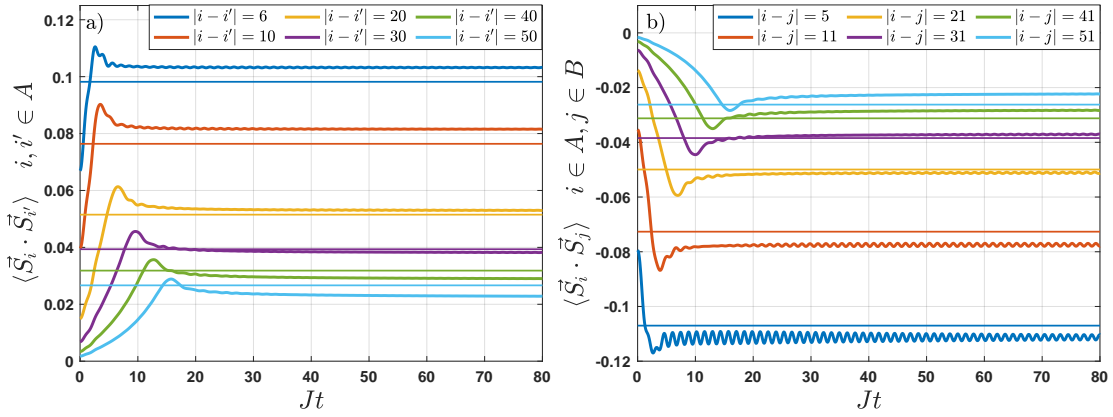 a)
|i − i′| = 6 |i − i′| = 20 |i − i′| = 40
|i − i′| = 10 |i − i′| = 30 |i − i′| = 50
0.12
0.1
0.08
0.06
0.04
0.02
0
⟨S⃗_i · S⃗_{i′}⟩ i, i′ ∈ A
0 10 20 30 40 50 60 70 80
Jt
b)
|i − j| = 5 |i − j| = 21 |i − j| = 41
|i − j| = 11 |i − j| = 31 |i − j| = 51
0
-0.02
-0.04
-0.06
-0.08
-0.1
-0.12
⟨S⃗_i · S⃗_j⟩ i ∈ A, j ∈ B
0 10 20 30 40 50 60 70 80
Jt